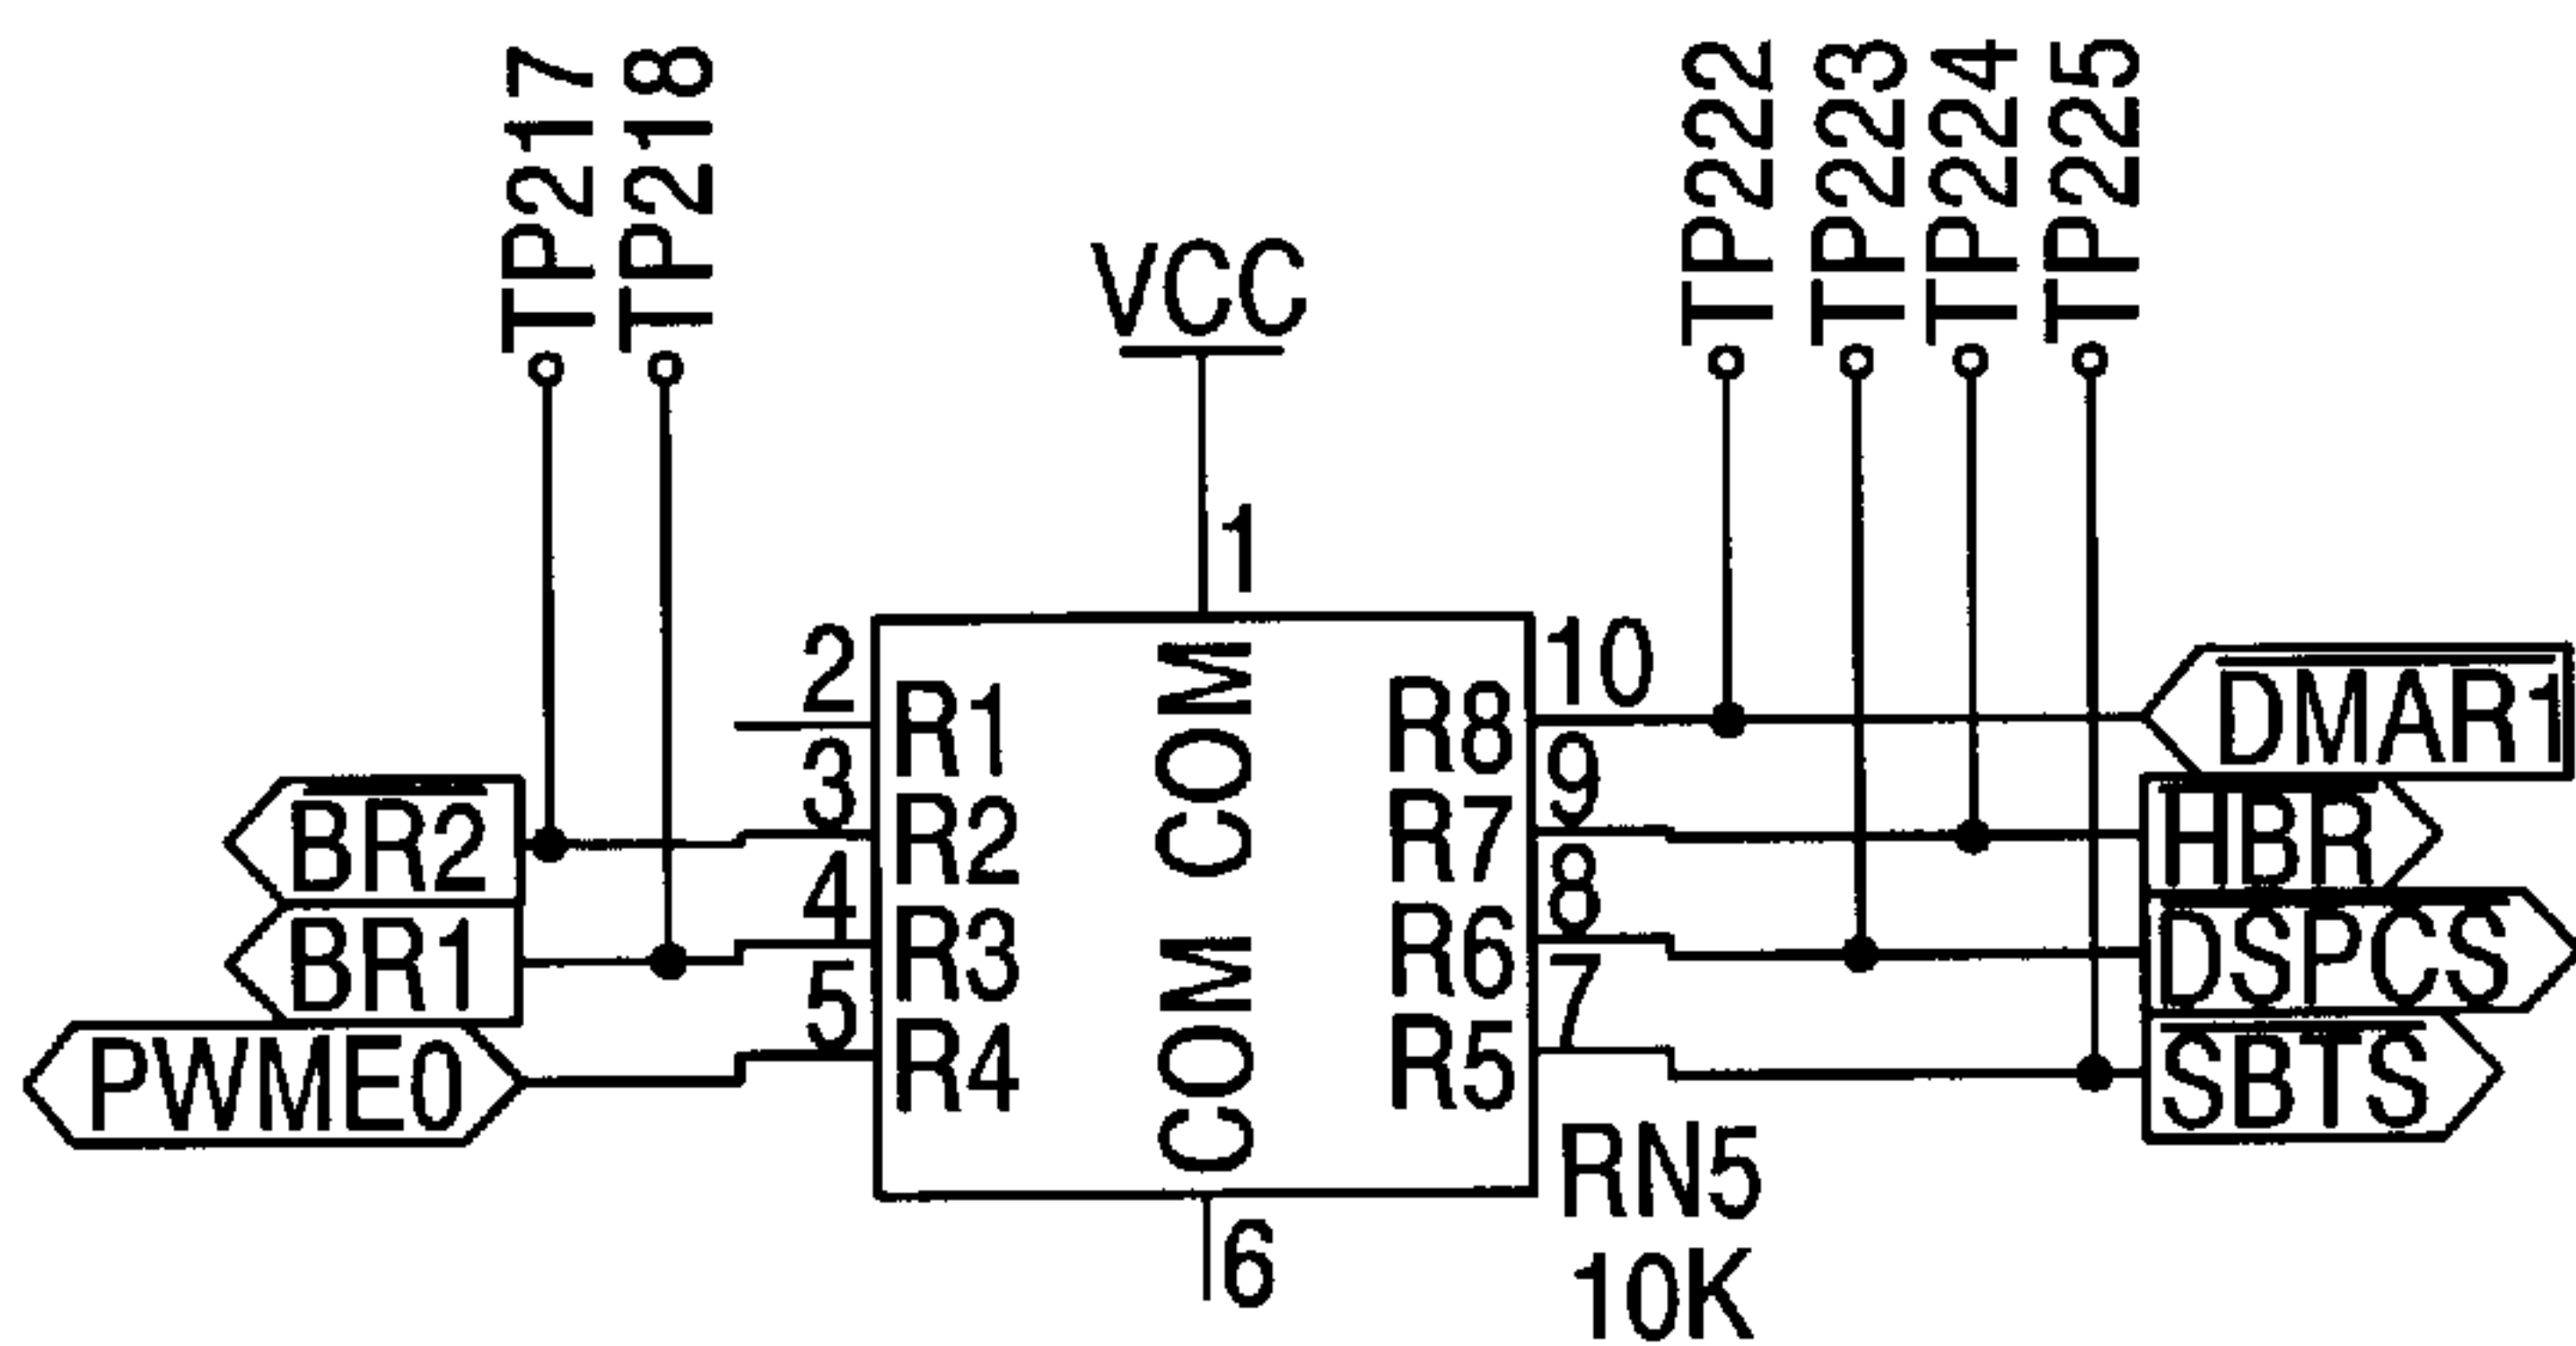 TP217
TP218
TP222
TP223
TP224
TP225
VCC
1
2
R1
COM
R8
10
DMAR1
3
R2
R7
9
BR2
HBR
4
R3
COM
R6
8
BR1
DSPCS
5
R4
R5
7
PWME0
SBTS
6
RN5
10K